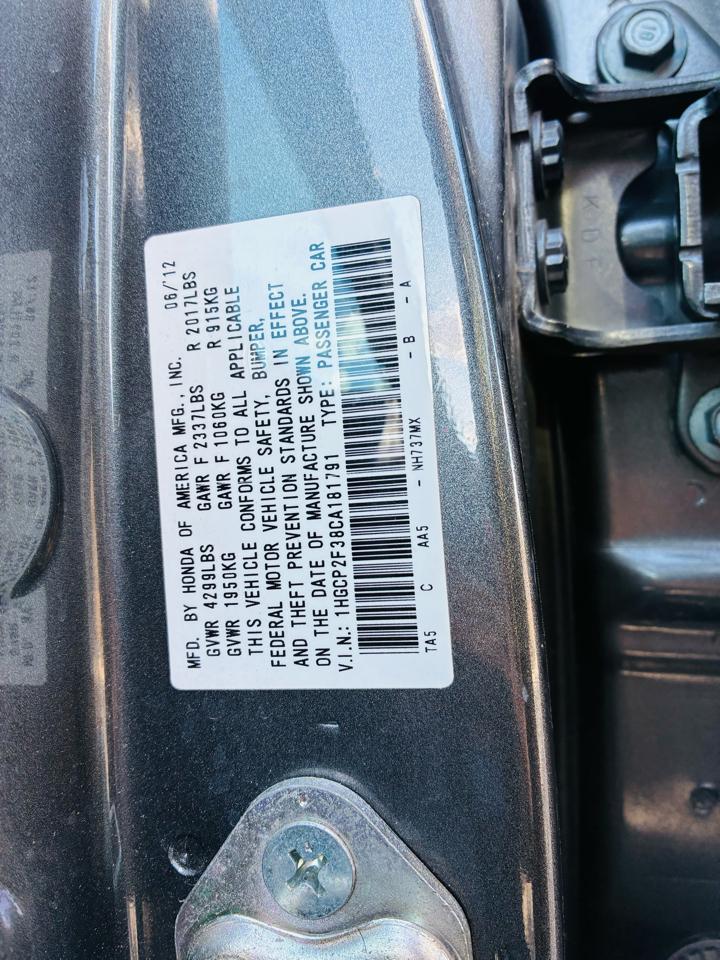 MFD. BY HONDA OF AMERICA MFG., INC. 06/'12
GVWR 4299LBS GAWR F 2337LBS R 2017LBS
GVWR 1950KG GAWR F 1060KG R 915KG
THIS VEHICLE CONFORMS TO ALL APPLICABLE
FEDERAL MOTOR VEHICLE SAFETY, BUMPER,
AND THEFT PREVENTION STANDARDS IN EFFECT
ON THE DATE OF MANUFACTURE SHOWN ABOVE.
V.I.N.: 1HGCP2F38CA181791 TYPE: PASSENGER CAR
TA5 C AA5 - NH737MX - B - A
KDF